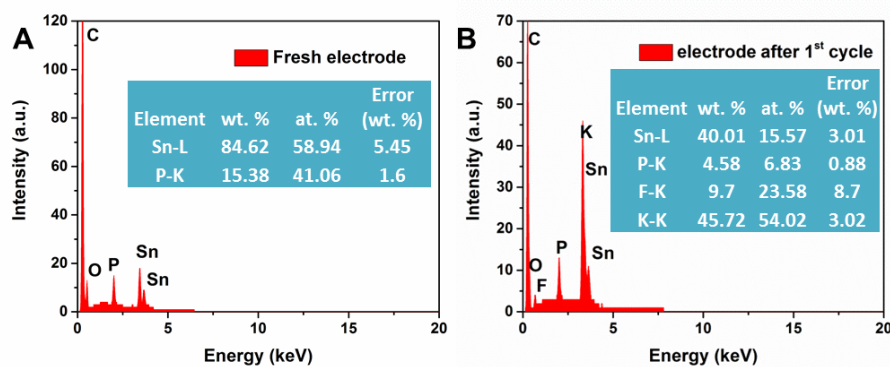 A
120
100
80
60
40
20
0
Intensity (a.u.)
C
O
P
Sn
Sn
Fresh electrode
Error
Element wt. % at. % (wt. %)
Sn-L 84.62 58.94 5.45
P-K 15.38 41.06 1.6
0 5 10 15 20
Energy (keV)
B
70
60
50
40
30
20
10
0
Intensity (a.u.)
C
O
F
P
K
Sn
Sn
electrode after 1st cycle
Error
Element wt. % at. % (wt. %)
Sn-L 40.01 15.57 3.01
P-K 4.58 6.83 0.88
F-K 9.7 23.58 8.7
K-K 45.72 54.02 3.02
0 5 10 15 20
Energy (keV)